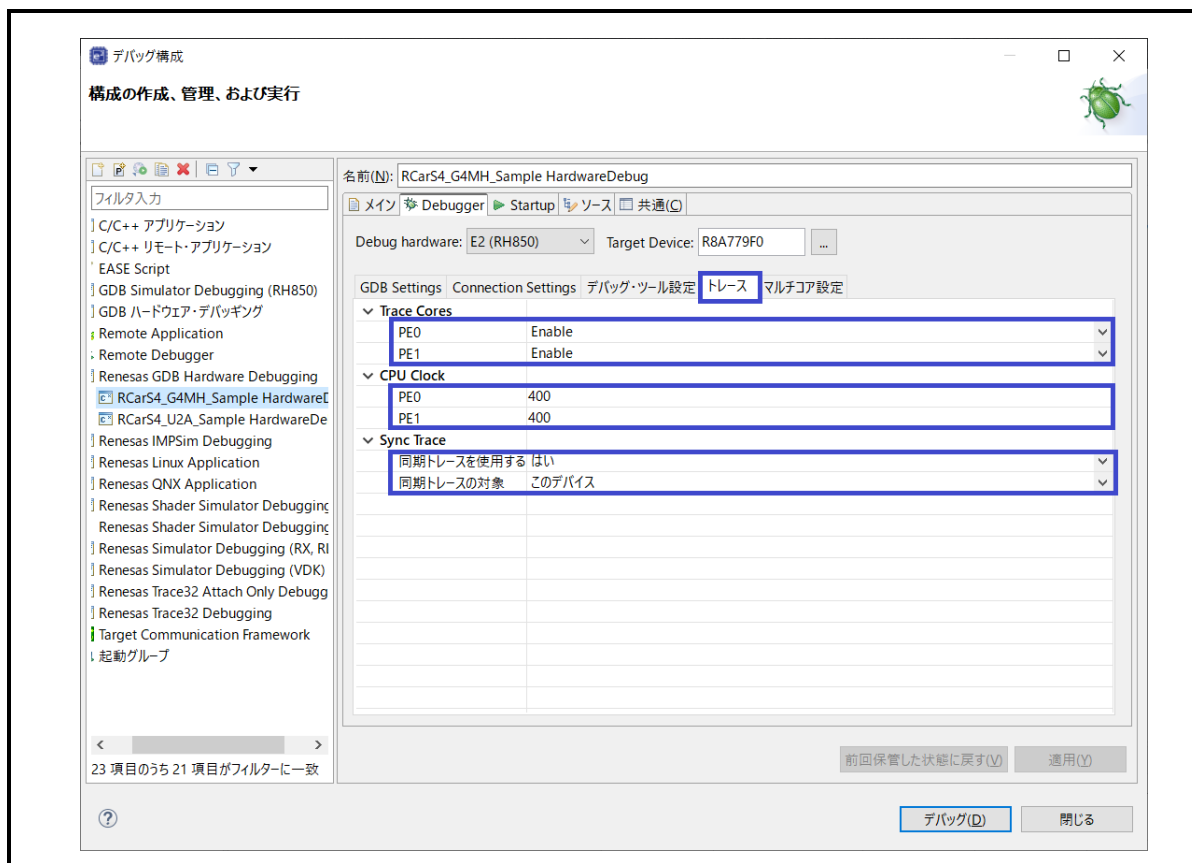 デバッグ構成
構成の作成、管理、および実行
フィルタ入力
C/C++ アプリケーション
C/C++ リモート・アプリケーション
EASE Script
GDB Simulator Debugging (RH850)
GDB ハードウェア・デバッギング
Remote Application
Remote Debugger
Renesas GDB Hardware Debugging
RCarS4_G4MH_Sample HardwareD
RCarS4_U2A_Sample HardwareDe
Renesas IMPSim Debugging
Renesas Linux Application
Renesas QNX Application
Renesas Shader Simulator Debugging
Renesas Shader Simulator Debugging
Renesas Simulator Debugging (RX, RI
Renesas Simulator Debugging (VDK)
Renesas Trace32 Attach Only Debugg
Renesas Trace32 Debugging
Target Communication Framework
起動グループ
23 項目のうち 21 項目がフィルターに一致
名前(N): RCarS4_G4MH_Sample HardwareDebug
メイン Debugger Startup ソース 共通(C)
Debug hardware: E2 (RH850) Target Device: R8A779F0 ...
GDB Settings Connection Settings デバッグ・ツール設定 トレース マルチコア設定
Trace Cores
PE0 Enable
PE1 Enable
CPU Clock
PE0 400
PE1 400
Sync Trace
同期トレースを使用する はい
同期トレースの対象 このデバイス
前回保管した状態に戻す(V) 適用(Y)
デバッグ(D) 閉じる